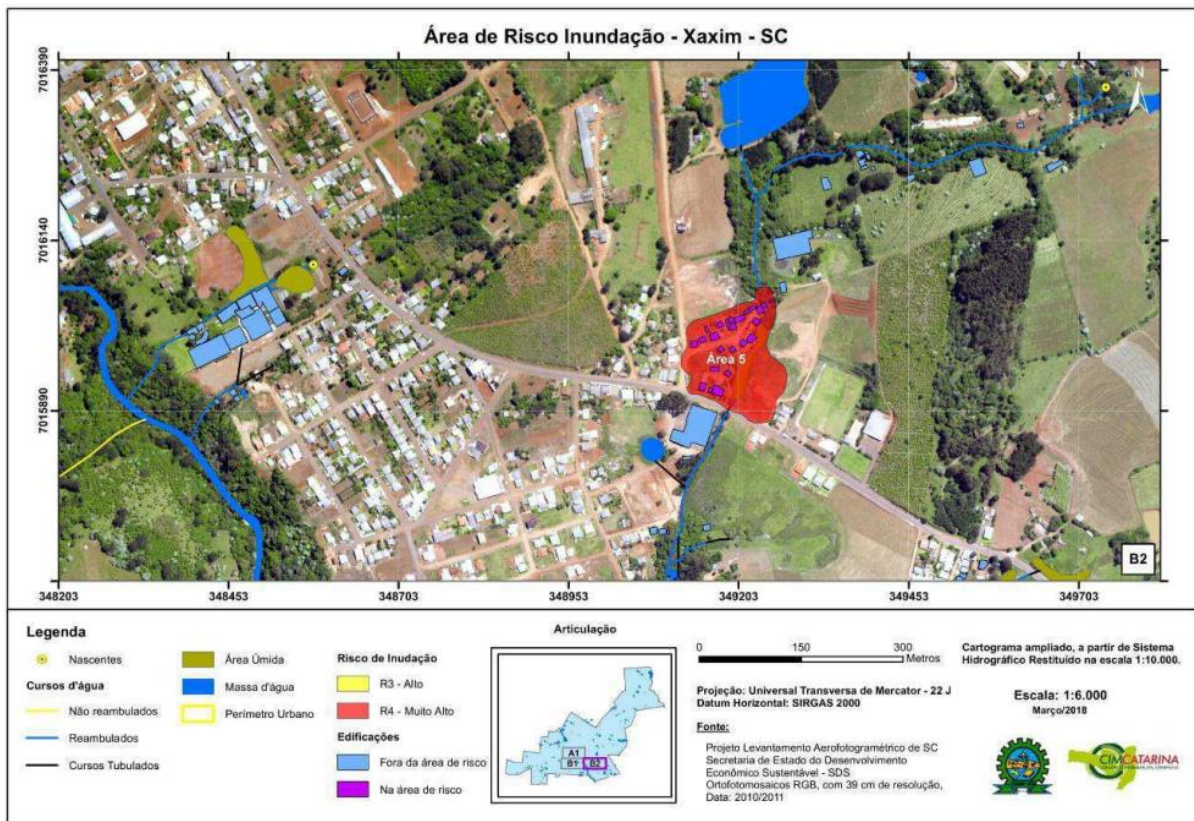 Área de Risco Inundação - Xaxim - SC
N
7016390
7016140
7015890
Área 5
B2
348203
348453
348703
348953
349203
349453
349703
Legenda
Nascentes
Cursos d'água
Não reambulados
Reambulados
Cursos Tubulados
Área Úmida
Massa d'água
Perímetro Urbano
Risco de Inudação
R3 - Alto
R4 - Muito Alto
Edificações
Fora da área de risco
Na área de risco
Articulação
A1
B1
B2
0 150 300
Metros
Projeção: Universal Transversa de Mercator - 22 J
Datum Horizontal: SIRGAS 2000
Fonte:
Projeto Levantamento Aerofotogramétrico de SC
Secretaria de Estado do Desenvolvimento
Econômico Sustentável - SDS
Ortofotomosaicos RGB, com 39 cm de resolução,
Data: 2010/2011
Cartograma ampliado, a partir de Sistema
Hidrográfico Restituído na escala 1:10.000.
Escala: 1:6.000
Março/2018
CIMCATARINA